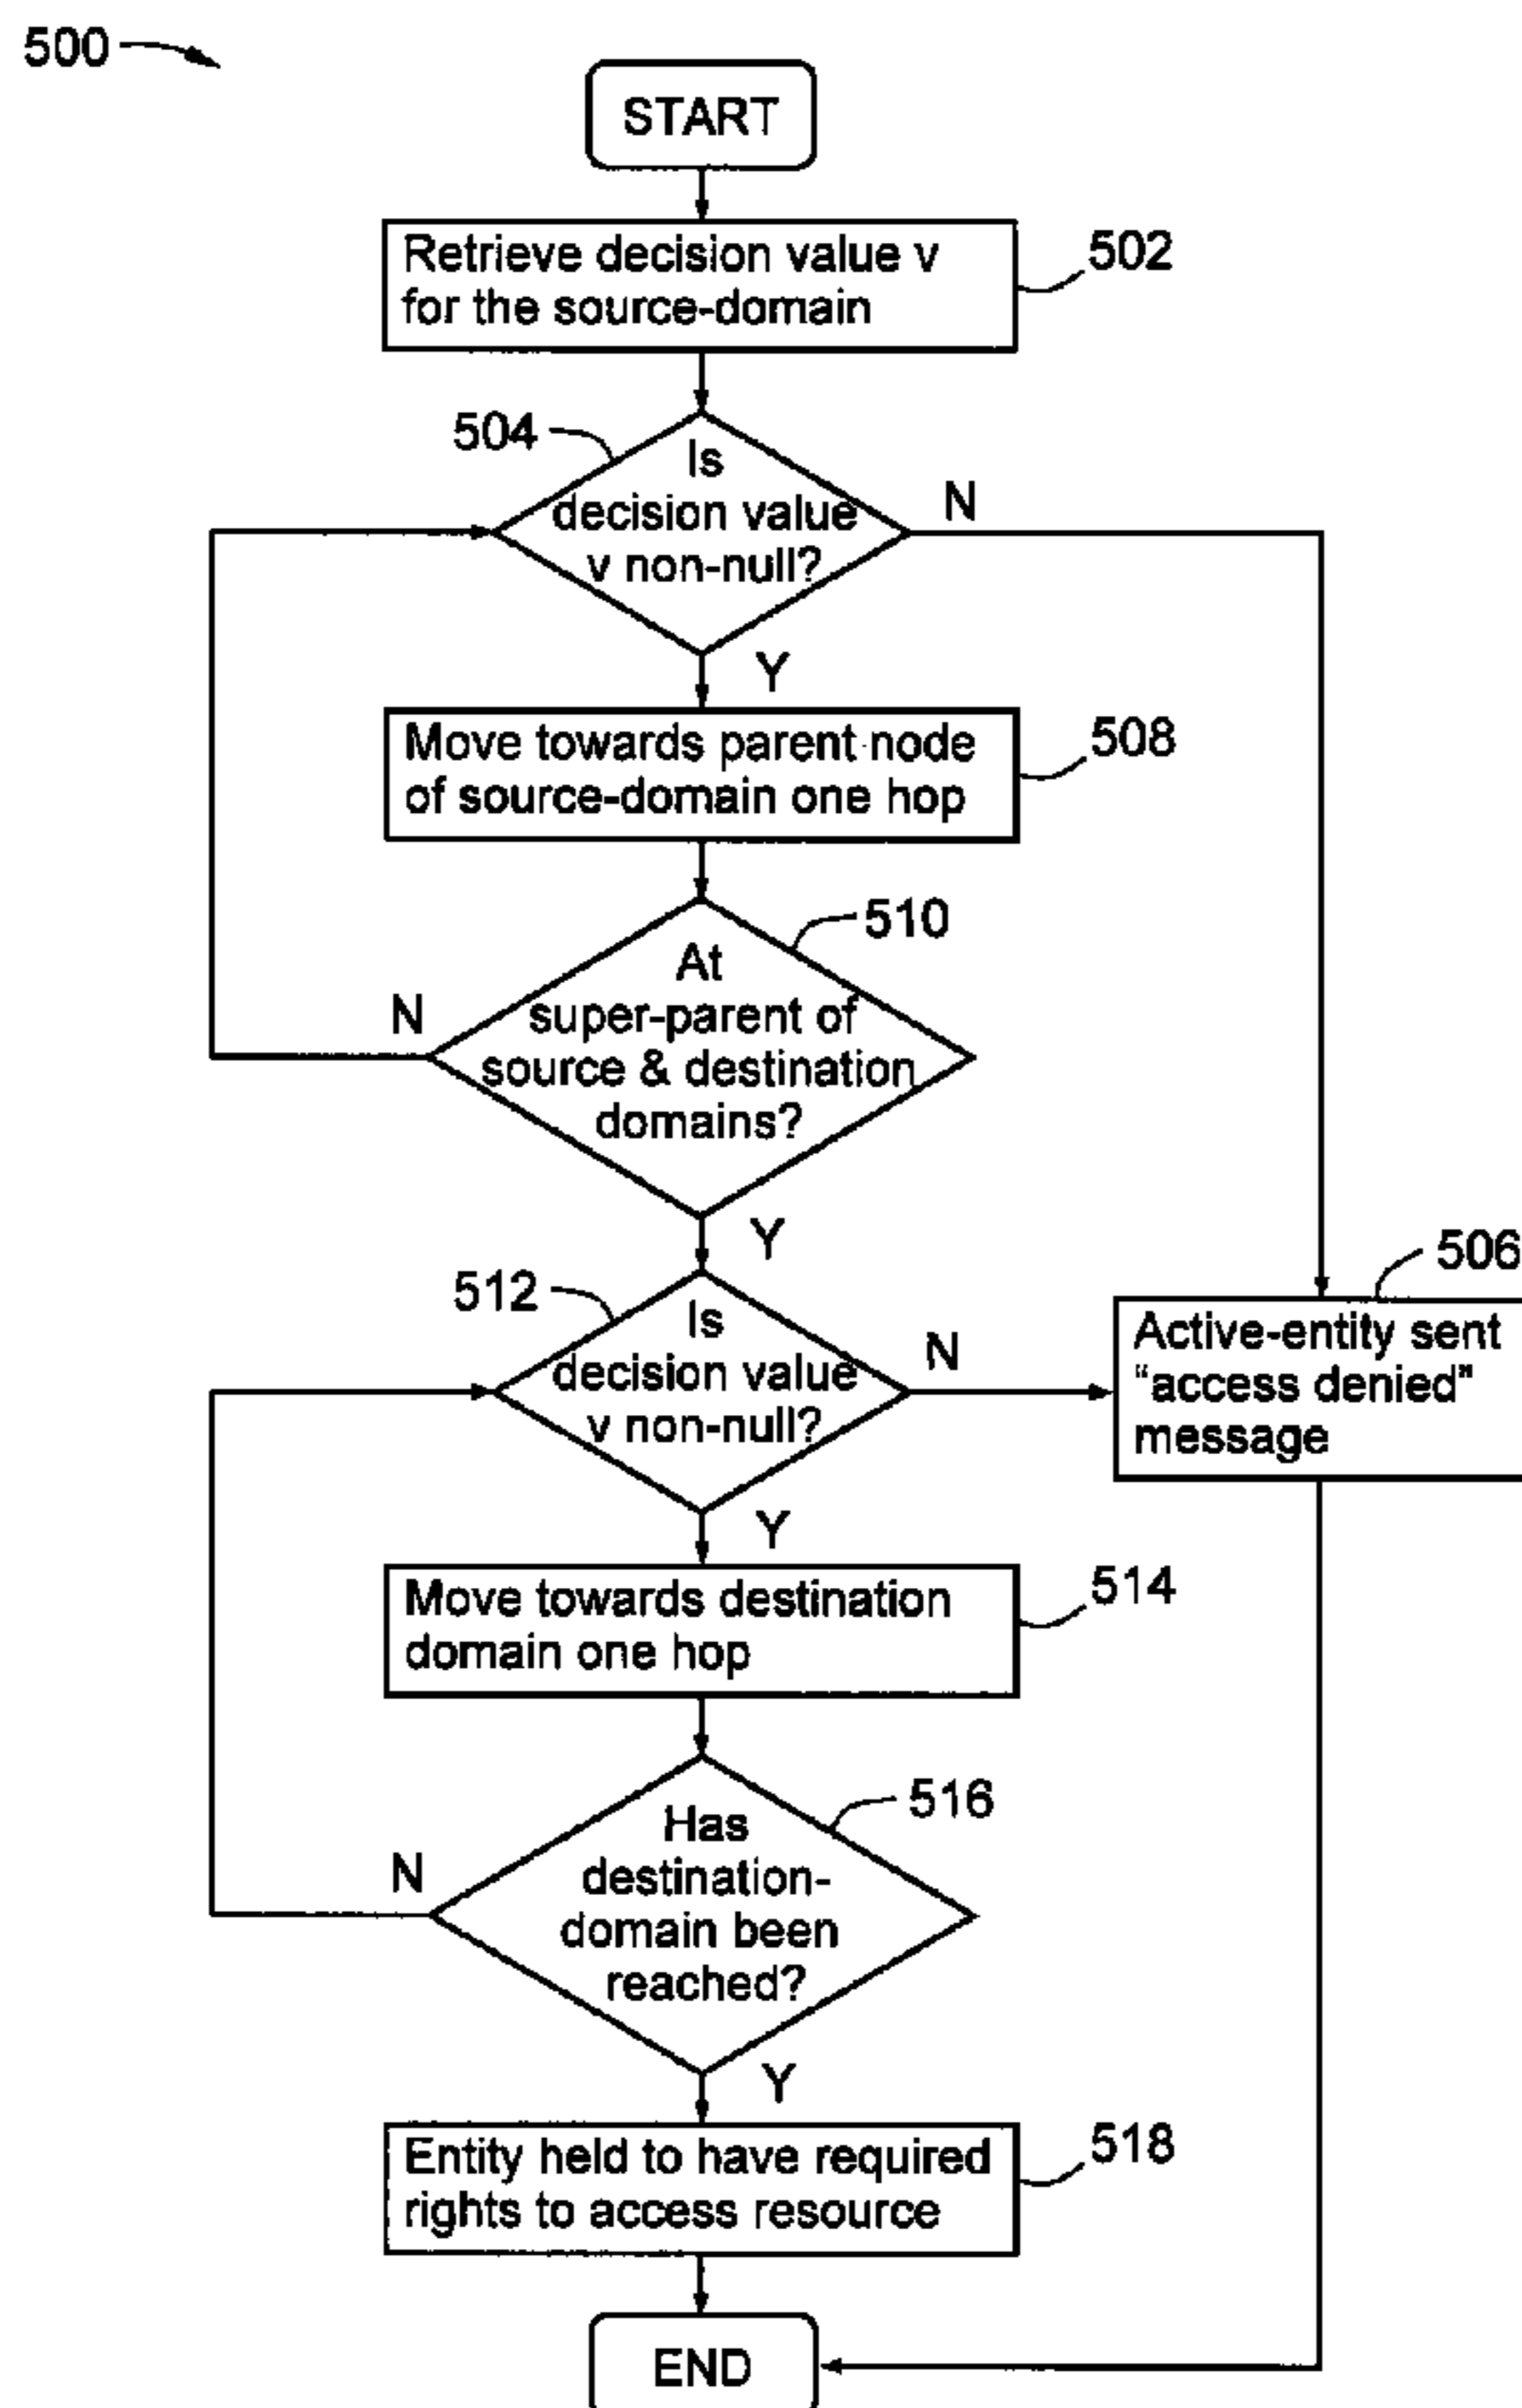 500
START
Retrieve decision value v
for the source-domain
502
504
Is
decision value
v non-null?
N
Y
Move towards parent node
of source-domain one hop
508
510
At
super-parent of
source & destination
domains?
N
Y
512
Is
decision value
v non-null?
N
506
Active-entity sent
“access denied”
message
Y
Move towards destination
domain one hop
514
516
Has
destination-
domain been
reached?
N
Y
Entity held to have required
rights to access resource
518
END